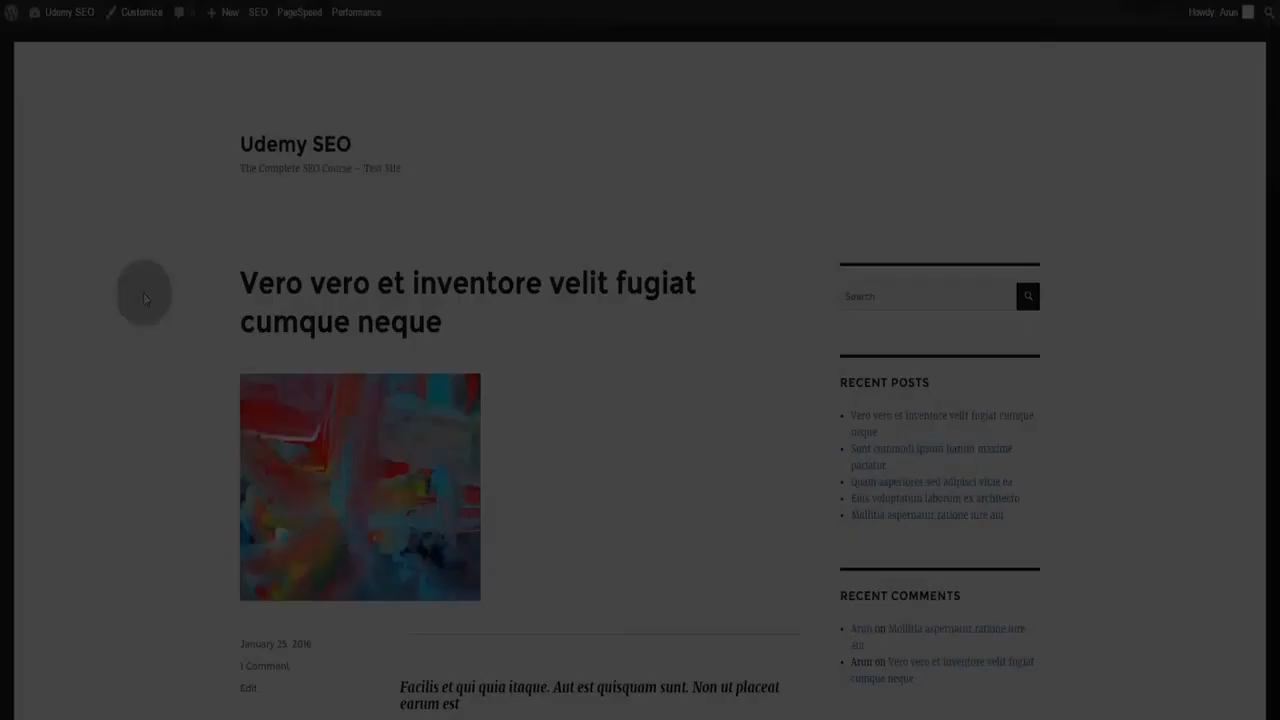 Udemy SEO Customize New SEO PageSpeed Performance Howdy, Arun
Udemy SEO
The Complete SEO Course – Test Site
Vero vero et inventore velit fugiat
cumque neque
Search
RECENT POSTS
Vero vero et inventore velit fugiat cumque
neque
Sunt commodi ipsum harum maxime
pariatur
Quam asperiores sed adipisci vitae ea
Eius voluptatum laborum ex architecto
Mollitia aspernatur ratione iure aut
January 25, 2016
1 Comment
Edit
Facilis et qui quia itaque. Aut est quisquam sunt. Non ut placeat
earum est
RECENT COMMENTS
Arun on Mollitia aspernatur ratione iure
aut
Arun on Vero vero et inventore velit fugiat
cumque neque